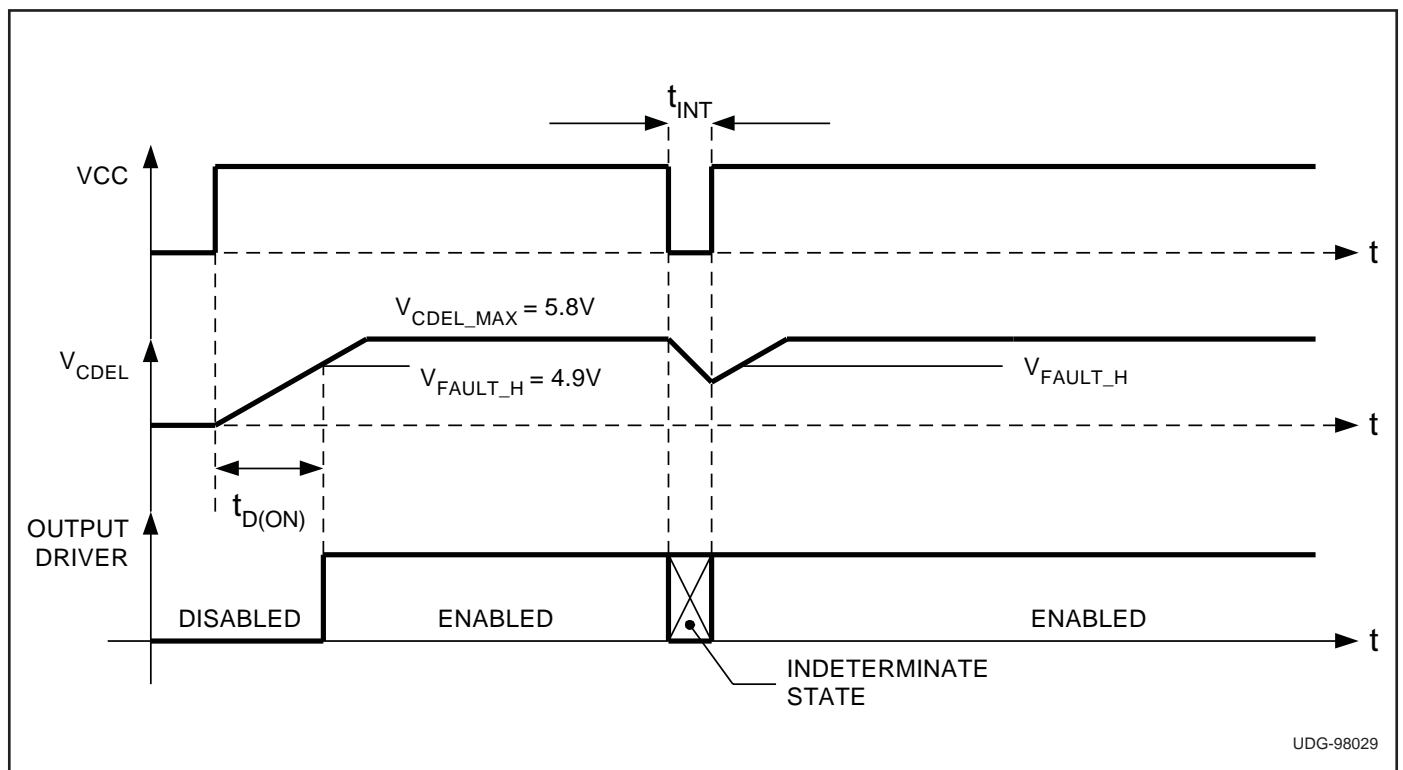 tINT
VCC
t
VCDEL_MAX = 5.8V
VCDEL
VFAULT_H = 4.9V
VFAULT_H
t
tD(ON)
OUTPUT
DRIVER
DISABLED
ENABLED
ENABLED
t
INDETERMINATE
STATE
UDG-98029